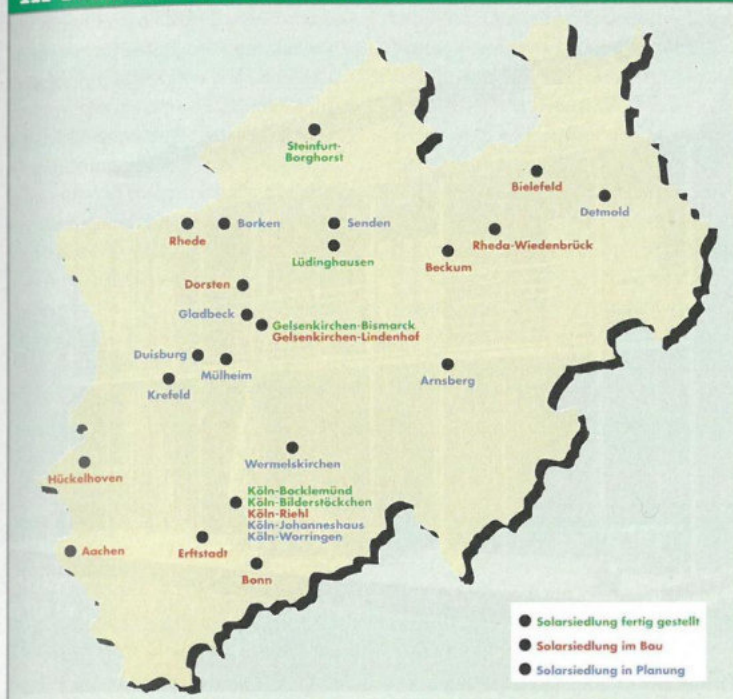 Steinfurt-
Borghorst
Bielefeld
Detmold
Rhede
Borken
Senden
Lüdinghausen
Rheda-Wiedenbrück
Beckum
Dorsten
Gladbeck
Gelsenkirchen-Bismarck
Gelsenkirchen-Lindenhof
Duisburg
Mülheim
Arnsberg
Krefeld
Wermelskirchen
Hückelhoven
Köln-Bocklemünd
Köln-Bilderstöckchen
Köln-Riehl
Köln-Johanneshaus
Köln-Worringen
Aachen
Erftstadt
Bonn
Solarsiedlung fertig gestellt
Solarsiedlung im Bau
Solarsiedlung in Planung